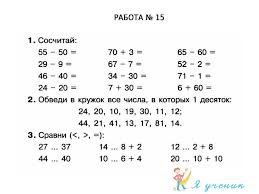 РАБОТА № 15
1. Сосчитай:
55 – 50 = 70 + 3 = 65 – 60 =
29 – 9 = 67 – 7 = 52 – 2 =
46 – 40 = 34 – 30 = 71 – 1 =
24 – 20 = 7 + 30 = 6 + 60 =
2. Обведи в кружок все числа, в которых 1 десяток:
24, 20, 10, 19, 30, 11, 12;
44, 21, 41, 13, 17, 81, 14.
3. Сравни (<, >, =):
27 ... 37 14 ... 8 + 2 12 ... 2 + 8
44 ... 40 10 ... 6 + 4 20 ... 10 + 10
Я ученик